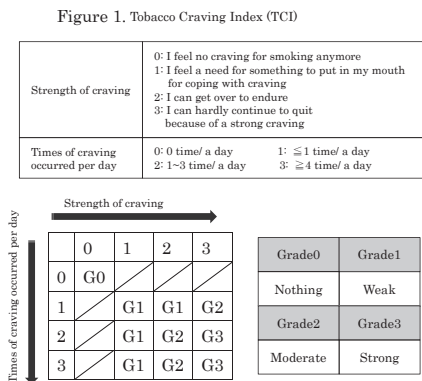 Figure 1. Tobacco Craving Index (TCI)
Strength of craving
0: I feel no craving for smoking anymore
1: I feel a need for something to put in my mouth
for coping with craving
2: I can get over to endure
3: I can hardly continue to quit
because of a strong craving
Times of craving
occurred per day
0: 0 time/ a day 1: ≦1 time/ a day
2: 1~3 time/ a day 3: ≧4 time/ a day
Strength of craving
Times of craving occurred per day
0 1 2 3
0 G0
1 G1 G1 G2
2 G1 G2 G3
3 G1 G2 G3
Grade0 Grade1
Nothing Weak
Grade2 Grade3
Moderate Strong